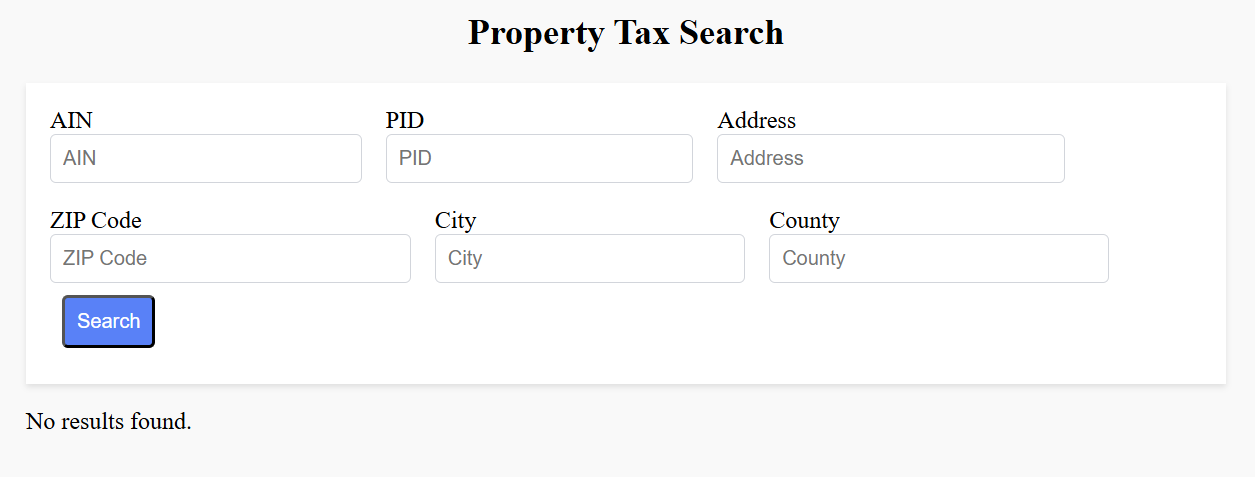 Property Tax Search
AIN PID Address
AIN PID Address
ZIP Code City County
ZIP Code City County
Search
No results found.